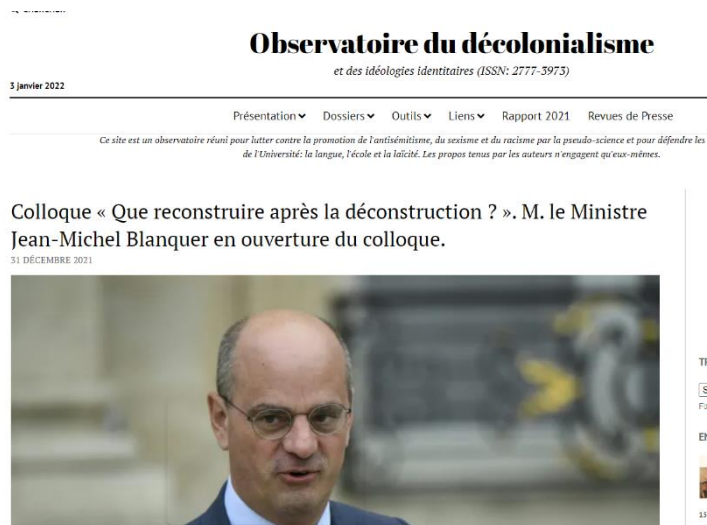 Observatoire du décolonialisme
et des idéologies identitaires (ISSN: 2777-3973)
3 janvier 2022
Présentation Dossiers Outils Liens Rapport 2021 Revues de Presse
Ce site est un observatoire réuni pour lutter contre la promotion de l'antisémitisme, du sexisme et du racisme par la pseudo-science et pour défendre les
de l'Université: la langue, l'école et la laïcité. Les propos tenus par les auteurs n'engagent qu'eux-mêmes.
Colloque « Que reconstruire après la déconstruction ? ». M. le Ministre
Jean-Michel Blanquer en ouverture du colloque.
31 DÉCEMBRE 2021